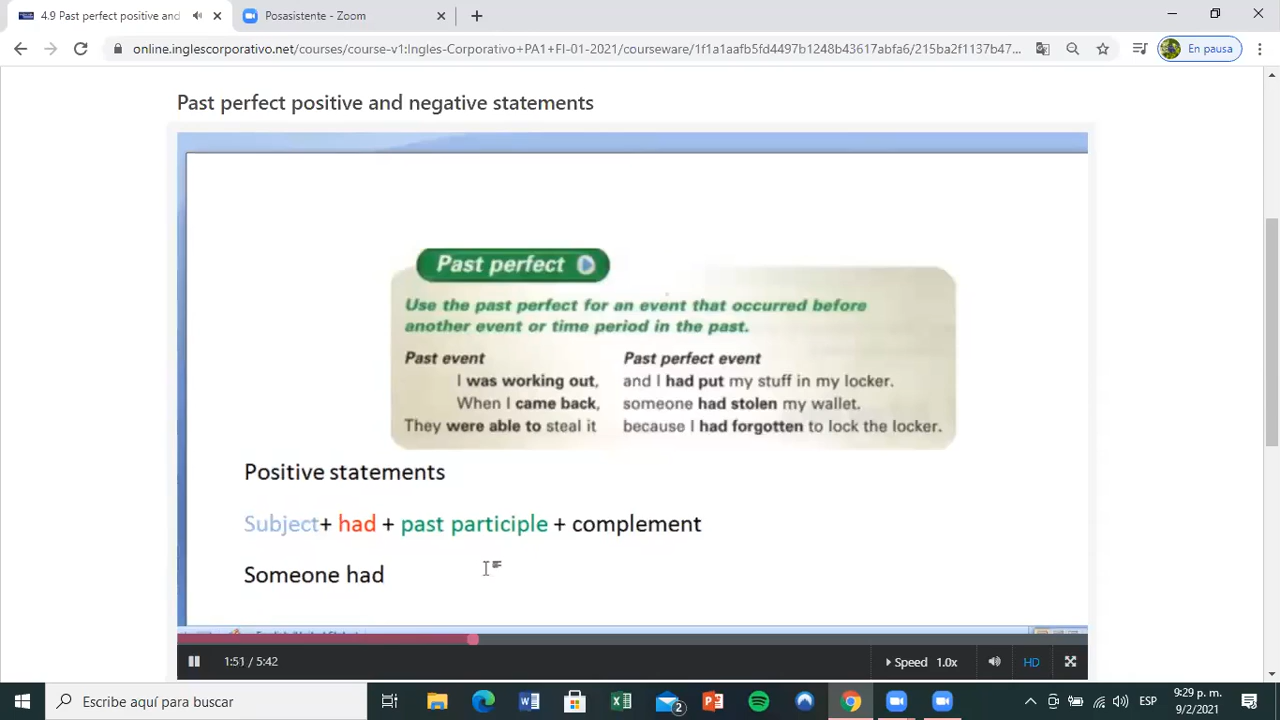 4.9 Past perfect positive and
Posasistente - Zoom
online.inglescorporativo.net/courses/course-v1:Ingles-Corporativo+PA1+FI-01-2021/courseware/1f1a1aafb5fd4497b1248b43617abfa6/215ba2f1137b47...
En pausa
Past perfect positive and negative statements
Past perfect
Use the past perfect for an event that occurred before
another event or time period in the past.
Past event Past perfect event
I was working out, and I had put my stuff in my locker.
When I came back, someone had stolen my wallet.
They were able to steal it because I had forgotten to lock the locker.
Positive statements
Subject+ had + past participle + complement
Someone had
1:51 / 5:42
Speed 1.0x
HD
Escribe aquí para buscar
2
ESP
9:29 p. m.
9/2/2021